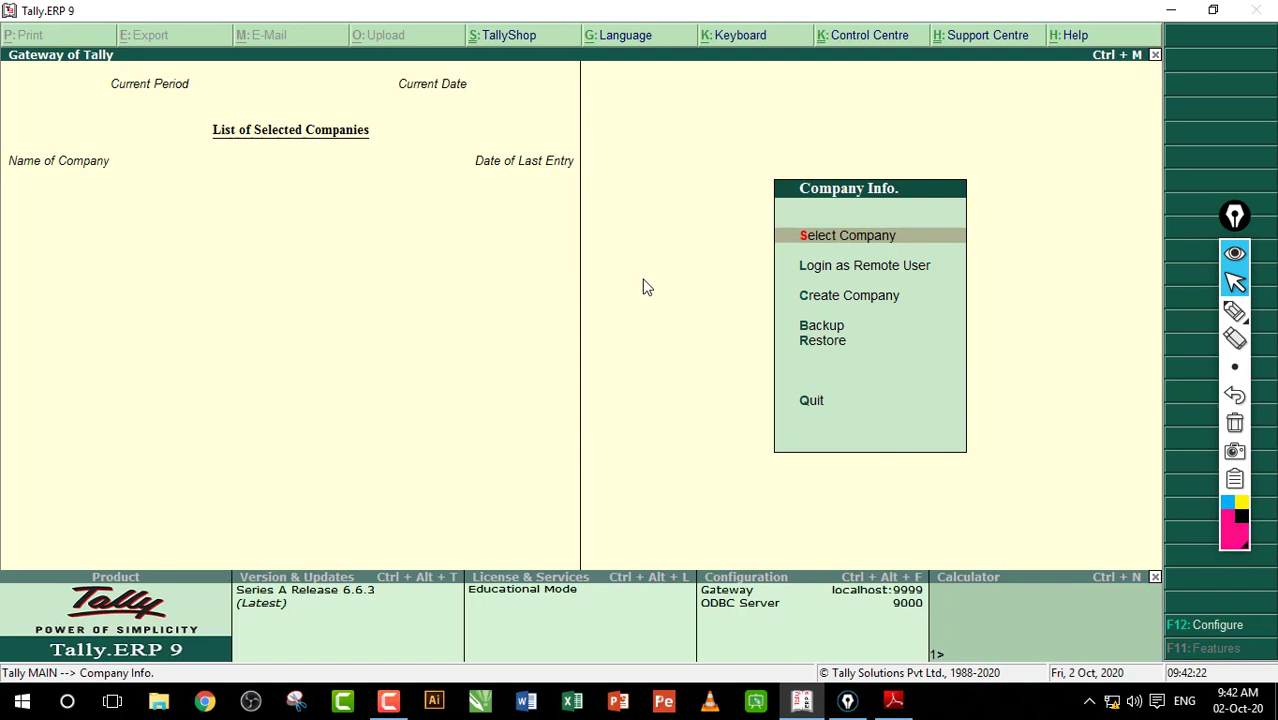 Tally.ERP 9
P: Print
E: Export
M: E-Mail
O: Upload
S: TallyShop
G: Language
K: Keyboard
K: Control Centre
H: Support Centre
H: Help
Gateway of Tally
Ctrl + M
Current Period
Current Date
List of Selected Companies
Name of Company
Date of Last Entry
Company Info.
Select Company
Login as Remote User
Create Company
Backup
Restore
Quit
Product
Tally
POWER OF SIMPLICITY
Tally.ERP 9
Version & Updates Ctrl + Alt + T
Series A Release 6.6.3
(Latest)
License & Services Ctrl + Alt + L
Educational Mode
Configuration Ctrl + Alt + F
Gateway localhost:9999
ODBC Server 9000
Calculator Ctrl + N
1>
F12: Configure
F11: Features
Tally MAIN --> Company Info.
© Tally Solutions Pvt Ltd., 1988-2020
Fri, 2 Oct, 2020
09:42:22
Ai
Pe
ENG
9:42 AM
02-Oct-20